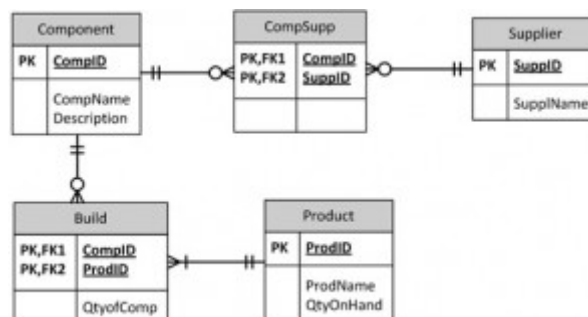 Component
PK CompID
CompName
Description
CompSupp
PK,FK1 CompID
PK,FK2 SuppID
Supplier
PK SuppID
SupplName
Build
PK,FK1 CompID
PK,FK2 ProdID
QtyofComp
Product
PK ProdID
ProdName
QtyOnHand